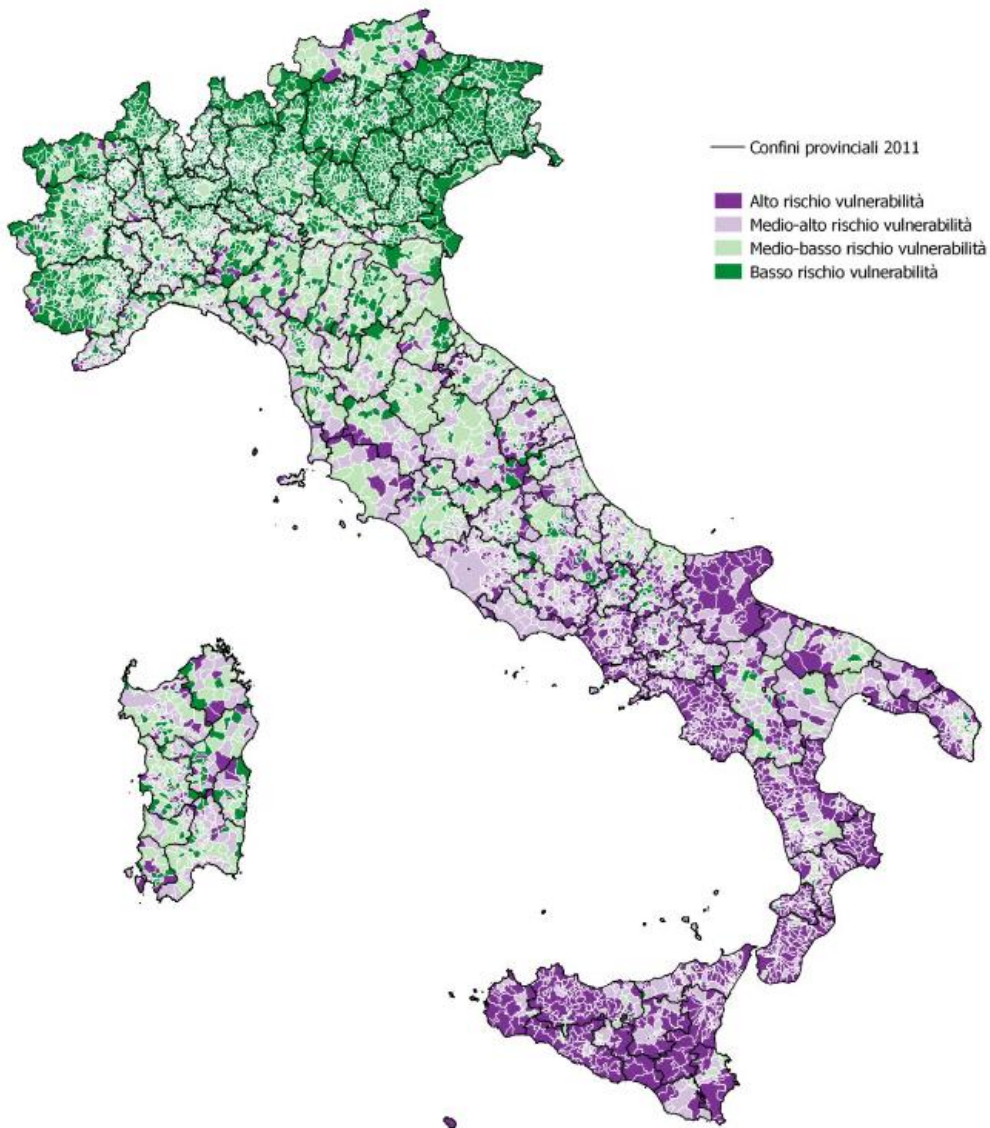 Confini provinciali 2011
Alto rischio vulnerabilità
Medio-alto rischio vulnerabilità
Medio-basso rischio vulnerabilità
Basso rischio vulnerabilità